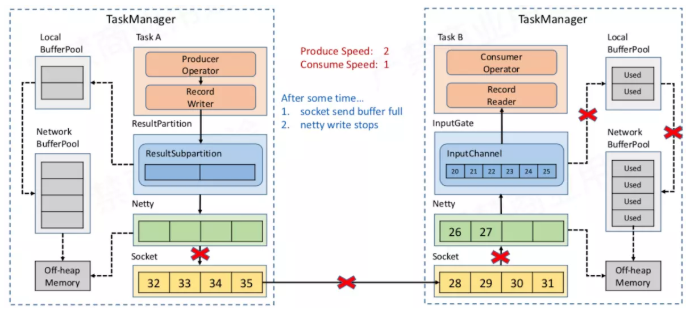 TaskManager
Local
BufferPool
Task A
Producer
Operator
Record
Writer
ResultPartition
ResultSubpartition
Network
BufferPool
Netty
Off-heap
Memory
Socket
32 33 34 35
Produce Speed: 2
Consume Speed: 1
After some time...
1. socket send buffer full
2. netty write stops
TaskManager
Task B
Consumer
Operator
Record
Reader
InputGate
InputChannel
20 21 22 23 24 25
Netty
26 27
Socket
28 29 30 31
Local
BufferPool
Used
Used
Network
BufferPool
Used
Used
Used
Used
Off-heap
Memory